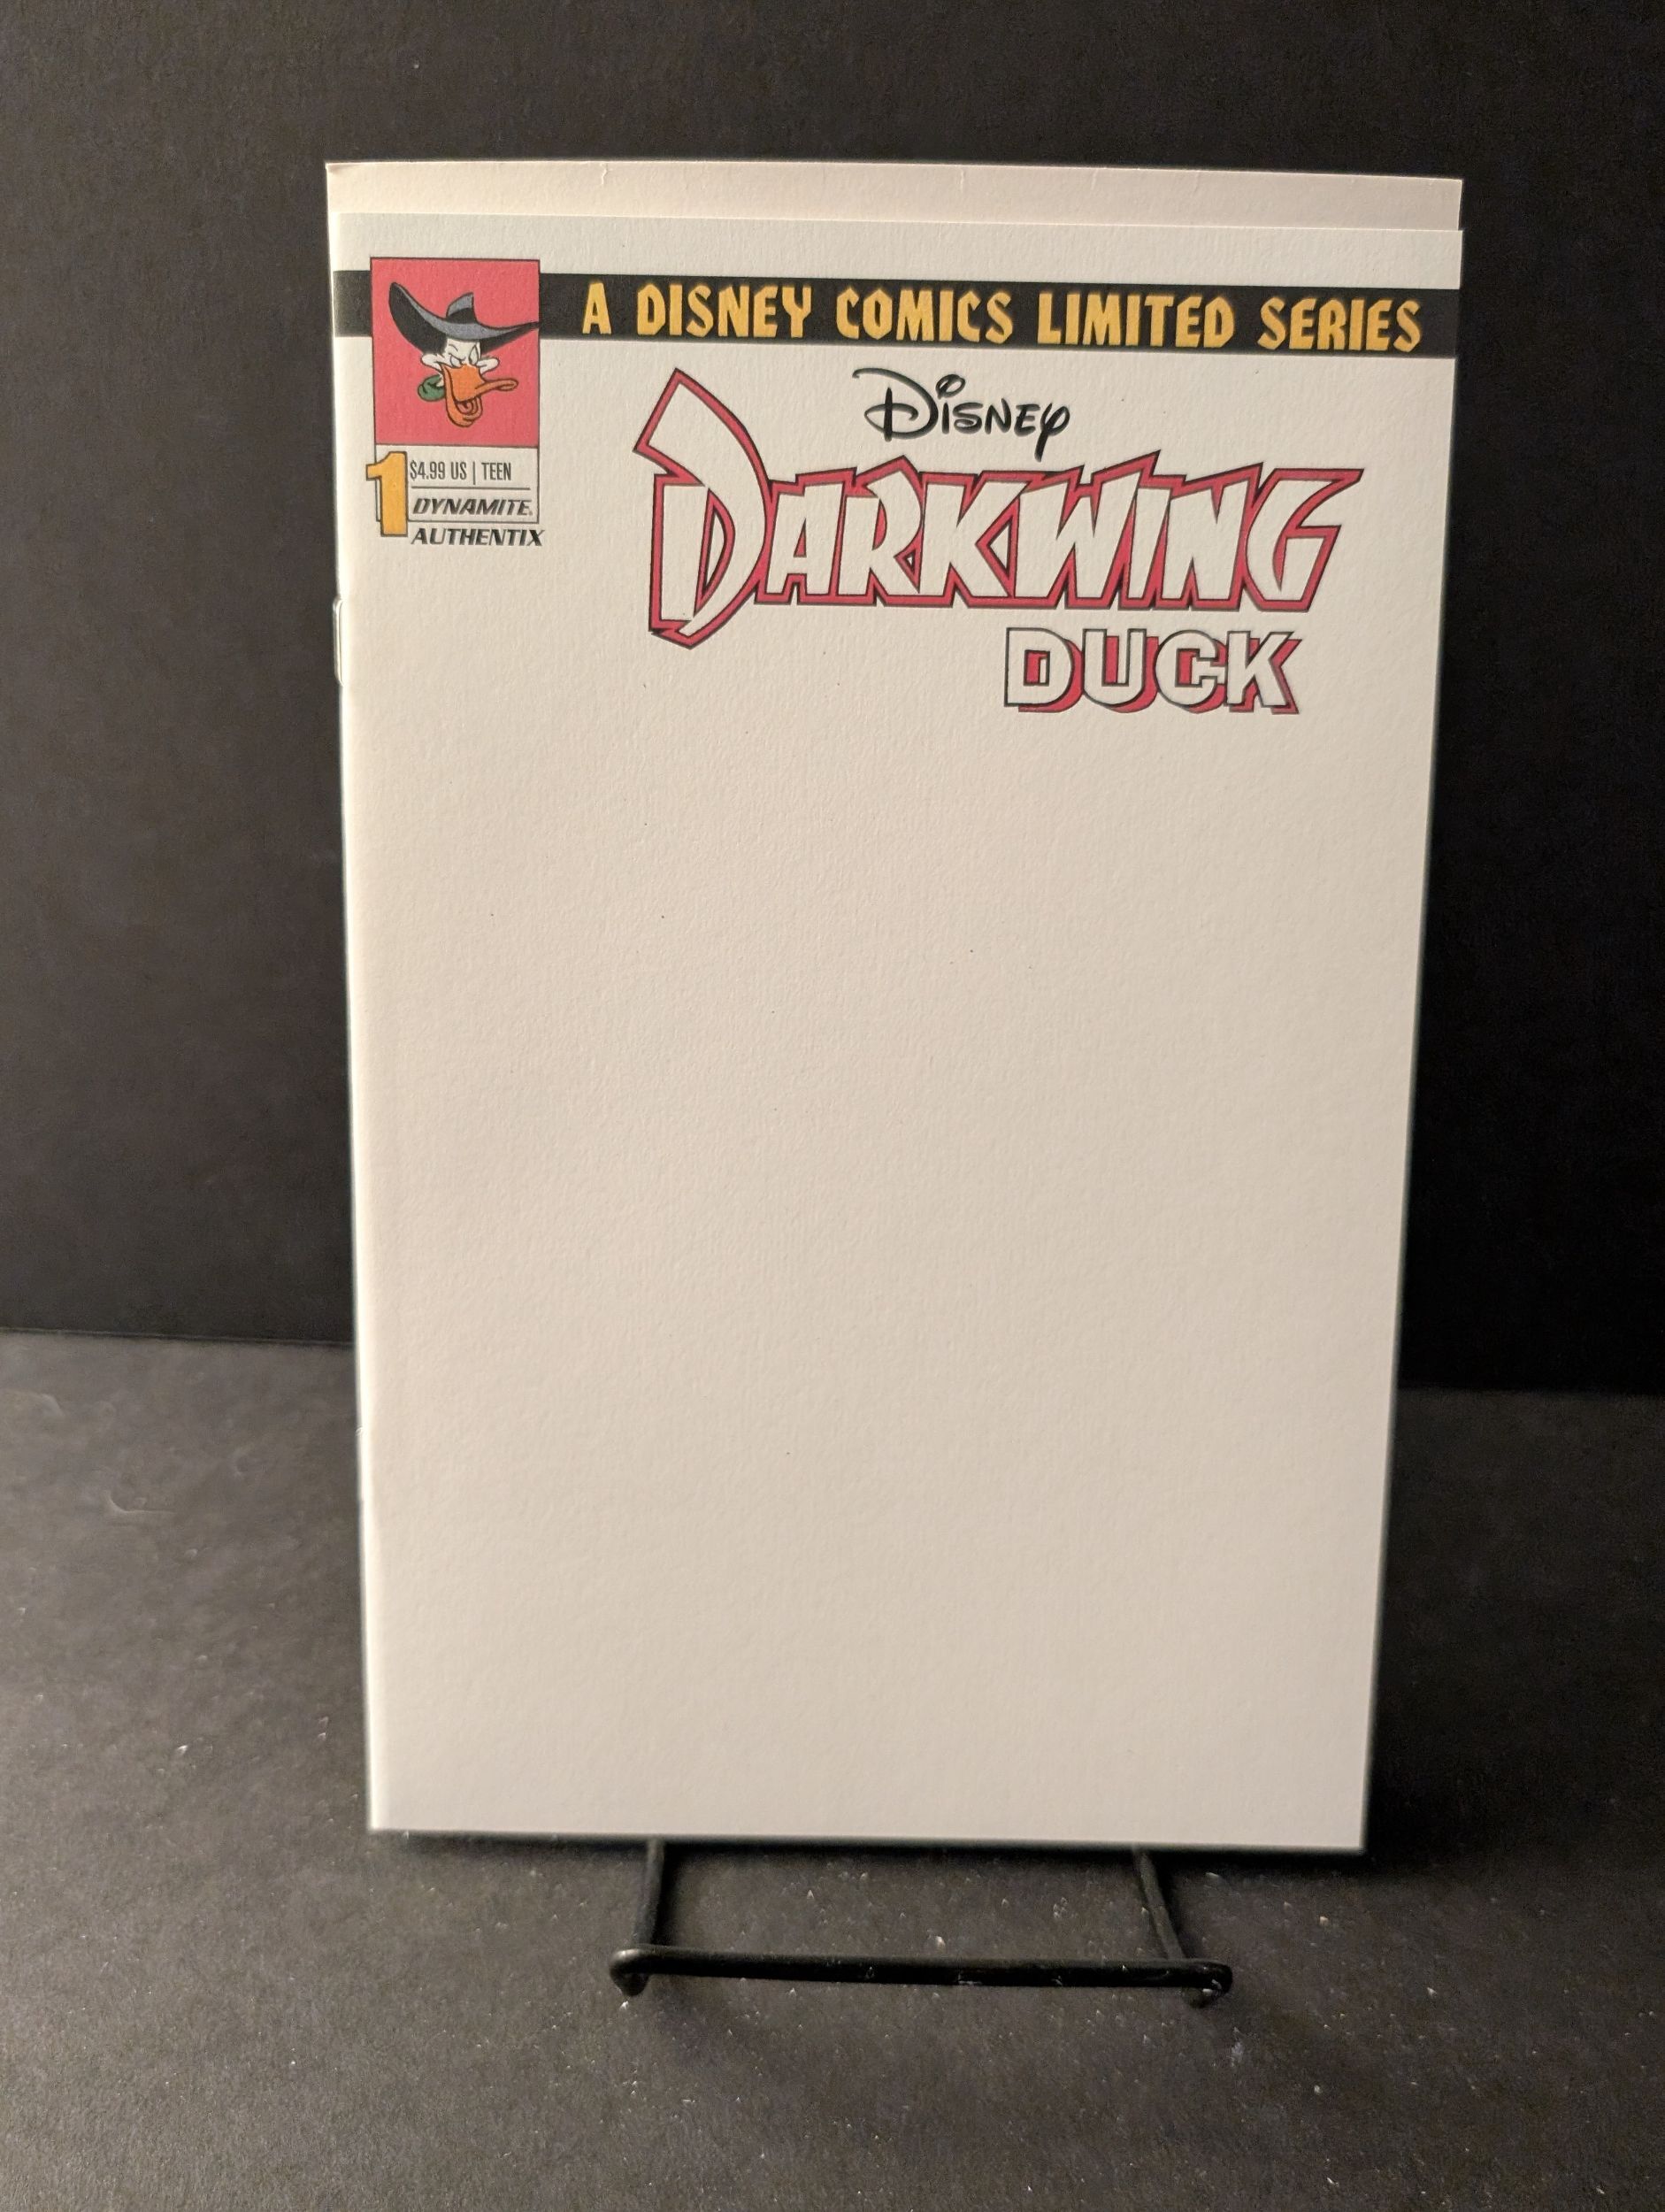 A DISNEY COMICS LIMITED SERIES
DISNEY
DARKWING
DUCK
1
$4.99 US | TEEN
DYNAMITE.
AUTHENTIX